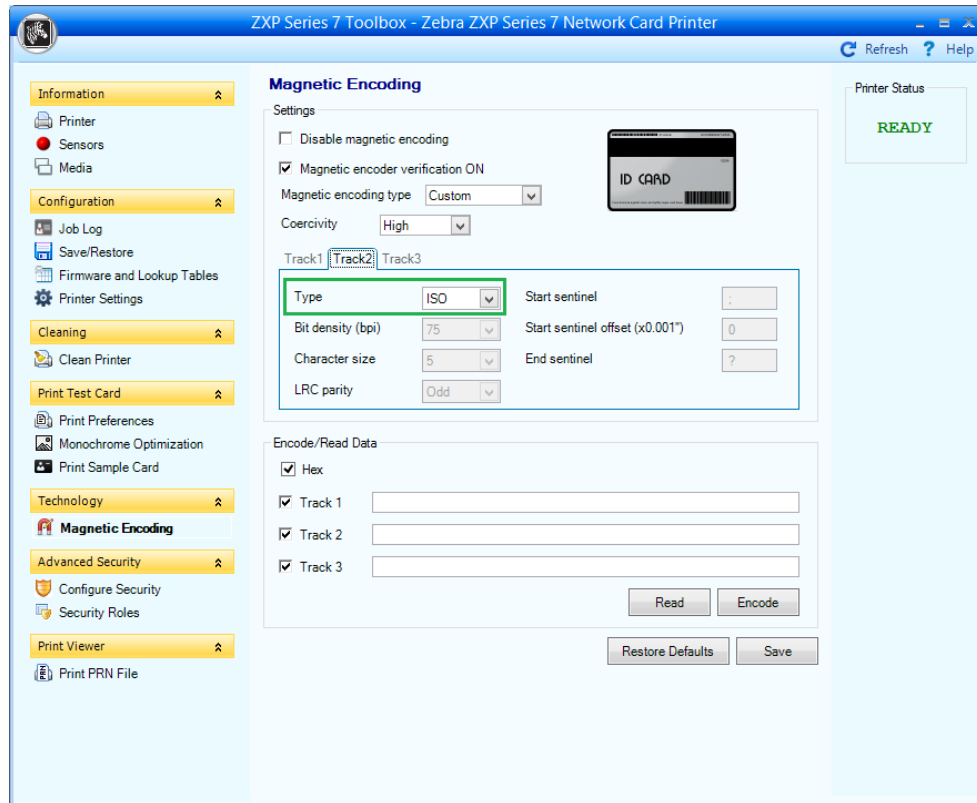 ZXP Series 7 Toolbox - Zebra ZXP Series 7 Network Card Printer
Refresh ? Help
Information
Printer
Sensors
Media
Configuration
Job Log
Save/Restore
Firmware and Lookup Tables
Printer Settings
Cleaning
Clean Printer
Print Test Card
Print Preferences
Monochrome Optimization
Print Sample Card
Technology
Magnetic Encoding
Advanced Security
Configure Security
Security Roles
Print Viewer
Print PRN File
Magnetic Encoding
Settings
Disable magnetic encoding
Magnetic encoder verification ON
Magnetic encoding type Custom
Coercivity High
ID CARD
Track1 Track2 Track3
Type ISO Start sentinel ;
Bit density (bpi) 75 Start sentinel offset (x0.001") 0
Character size 5 End sentinel ?
LRC parity Odd
Encode/Read Data
Hex
Track 1
Track 2
Track 3
Read Encode
Restore Defaults Save
Printer Status
READY